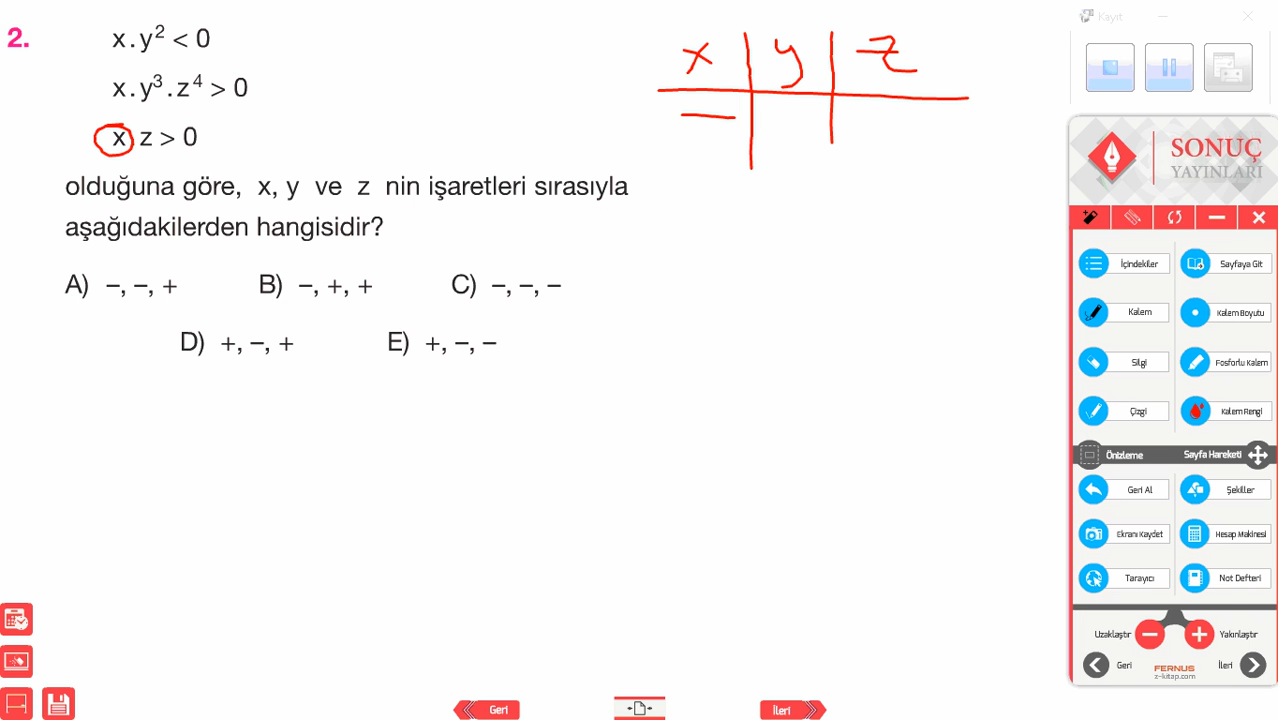 2.
x.y² < 0
x.y³.z⁴ > 0
x.z > 0
olduğuna göre, x, y ve z nin işaretleri sırasıyla
aşağıdakilerden hangisidir?
A) –, –, + B) –, +, + C) –, –, –
D) +, –, + E) +, –, –
x y z
–
Kayıt
SONUÇ
YAYINLARI
İçindekiler Sayfaya Git
Kalem Kalem Boyutu
Silgi Fosforlu Kalem
Çizgi Kalem Rengi
Önizleme Sayfa Hareketi
Geri Al Şekiller
Ekranı Kaydet Hesap Makinesi
Tarayıcı Not Defteri
Uzaklaştır Yakınlaştır
Geri FERNUS İleri
z-kitap.com
Geri İleri